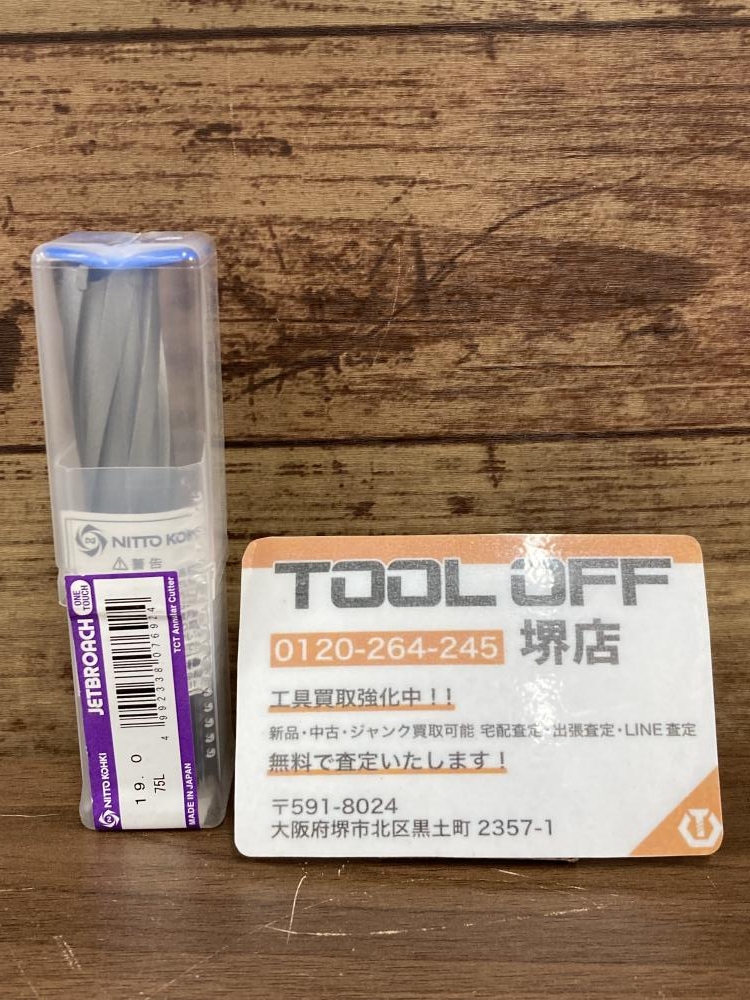 NITTO KOH
⚠警告
JETBROACH ONE TOUCH
TCT Annular Cutter
4992338076924
19.0
75L
NITTO KOHKI
MADE IN JAPAN
TOOL OFF
0120-264-245 堺店
工具買取強化中！！
新品・中古・ジャンク買取可能 宅配査定・出張査定・LINE査定
無料で査定いたします！
〒591-8024
大阪府堺市北区黒土町 2357-1